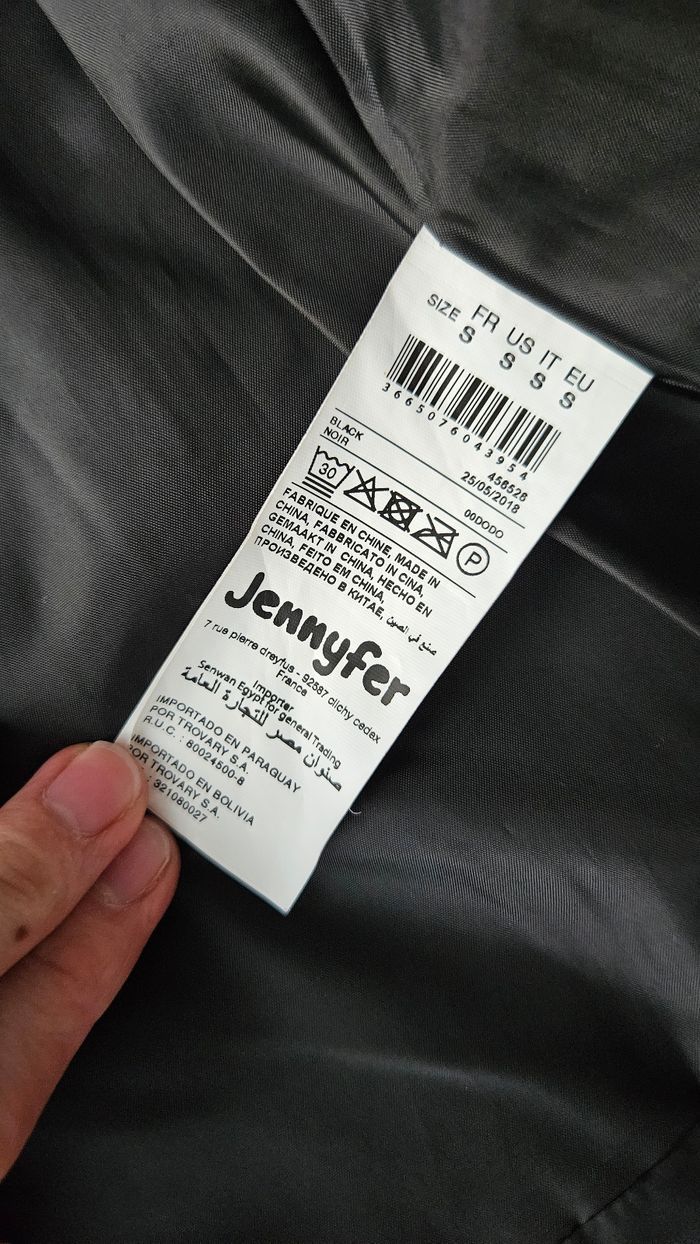 SIZE FR US IT EU
S S S S
3665076043954
458528
BLACK
NOIR
25/05/2018
00DODO
30
P
FABRIQUE EN CHINE, MADE IN
CHINA, FABBRICATO IN CINA,
GEMAAKT IN CHINA, HECHO EN
CHINA, FEITO EM CHINA,
ПРОИЗВЕДЕНО В КИТАЕ, صنع في الصين
Jennyfer
7 rue pierre dreyfus - 92587 clichy cedex
France
Importer
Senwan Egypt for general Trading
صنوان مصر للتجارة العامة
IMPORTADO EN PARAGUAY
POR TROVARY S.A.
R.U.C. : 80024500-8
IMPORTADO EN BOLIVIA
POR TROVARY S.A.
: 321080027